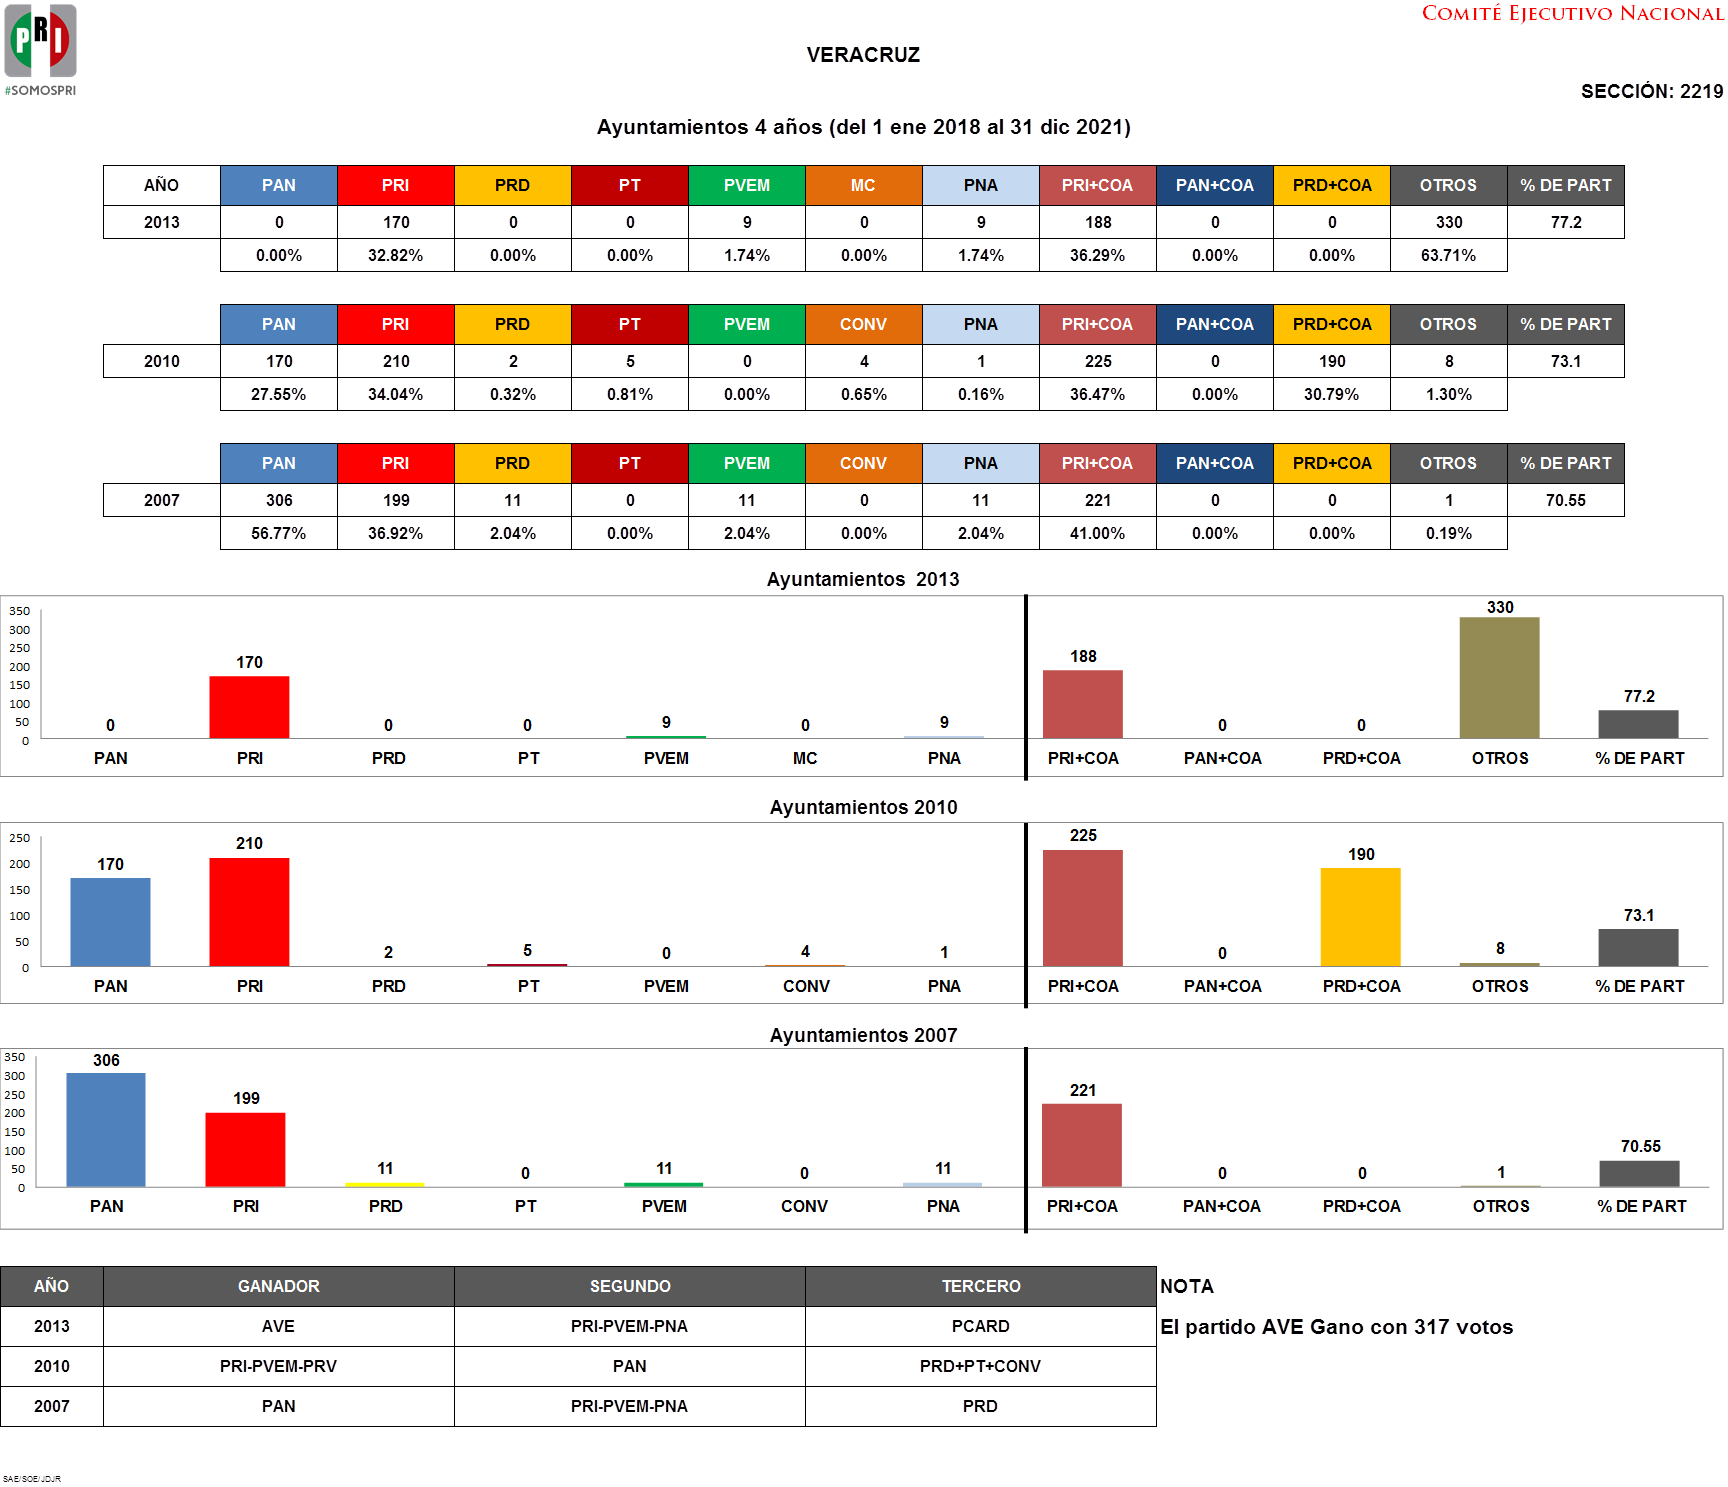 PRI
#SOMOSPRI
COMITÉ EJECUTIVO NACIONAL
VERACRUZ
SECCIÓN: 2219
Ayuntamientos 4 años (del 1 ene 2018 al 31 dic 2021)
AÑO PAN PRI PRD PT PVEM MC PNA PRI+COA PAN+COA PRD+COA OTROS % DE PART
2013 0 170 0 0 9 0 9 188 0 0 330 77.2
0.00% 32.82% 0.00% 0.00% 1.74% 0.00% 1.74% 36.29% 0.00% 0.00% 63.71%
PAN PRI PRD PT PVEM CONV PNA PRI+COA PAN+COA PRD+COA OTROS % DE PART
2010 170 210 2 5 0 4 1 225 0 190 8 73.1
27.55% 34.04% 0.32% 0.81% 0.00% 0.65% 0.16% 36.47% 0.00% 30.79% 1.30%
PAN PRI PRD PT PVEM CONV PNA PRI+COA PAN+COA PRD+COA OTROS % DE PART
2007 306 199 11 0 11 0 11 221 0 0 1 70.55
56.77% 36.92% 2.04% 0.00% 2.04% 0.00% 2.04% 41.00% 0.00% 0.00% 0.19%
Ayuntamientos 2013
350
300
250
200
150
100
50
0
0 170 0 0 9 0 9 188 0 0 330 77.2
PAN PRI PRD PT PVEM MC PNA PRI+COA PAN+COA PRD+COA OTROS % DE PART
Ayuntamientos 2010
250
200
150
100
50
0
170 210 2 5 0 4 1 225 0 190 8 73.1
PAN PRI PRD PT PVEM CONV PNA PRI+COA PAN+COA PRD+COA OTROS % DE PART
Ayuntamientos 2007
350
300
250
200
150
100
50
0
306 199 11 0 11 0 11 221 0 0 1 70.55
PAN PRI PRD PT PVEM CONV PNA PRI+COA PAN+COA PRD+COA OTROS % DE PART
AÑO GANADOR SEGUNDO TERCERO NOTA
2013 AVE PRI-PVEM-PNA PCARD El partido AVE Gano con 317 votos
2010 PRI-PVEM-PRV PAN PRD+PT+CONV
2007 PAN PRI-PVEM-PNA PRD
SAE/SOE/JDJR